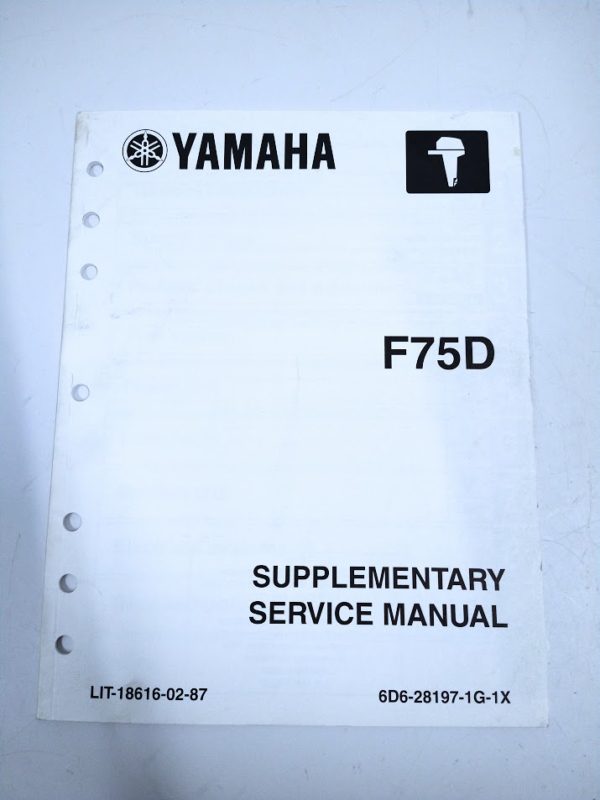 YAMAHA
F75D
SUPPLEMENTARY
SERVICE MANUAL
LIT-18616-02-87
6D6-28197-1G-1X